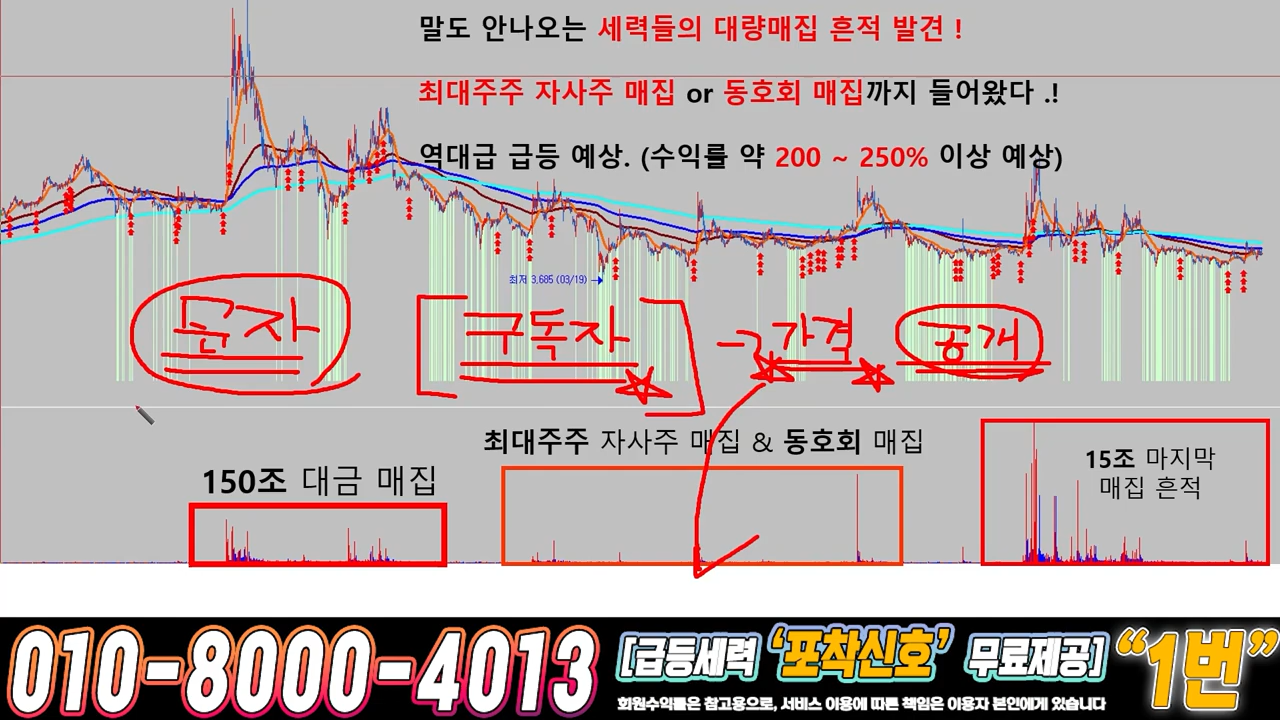 말도 안나오는 세력들의 대량매집 흔적 발견 !
최대주주 자사주 매집 or 동호회 매집까지 들어왔다 .!
역대급 급등 예상. (수익률 약 200 ~ 250% 이상 예상)
최저 3,685 (03/19)
문자 구독자 가격 공개
최대주주 자사주 매집 & 동호회 매집
150조 대금 매집
15조 마지막
매집 흔적
010-8000-4013 [급등세력 '포착신호' 무료제공] "1번"
회원수익률은 참고용으로, 서비스 이용에 따른 책임은 이용자 본인에게 있습니다